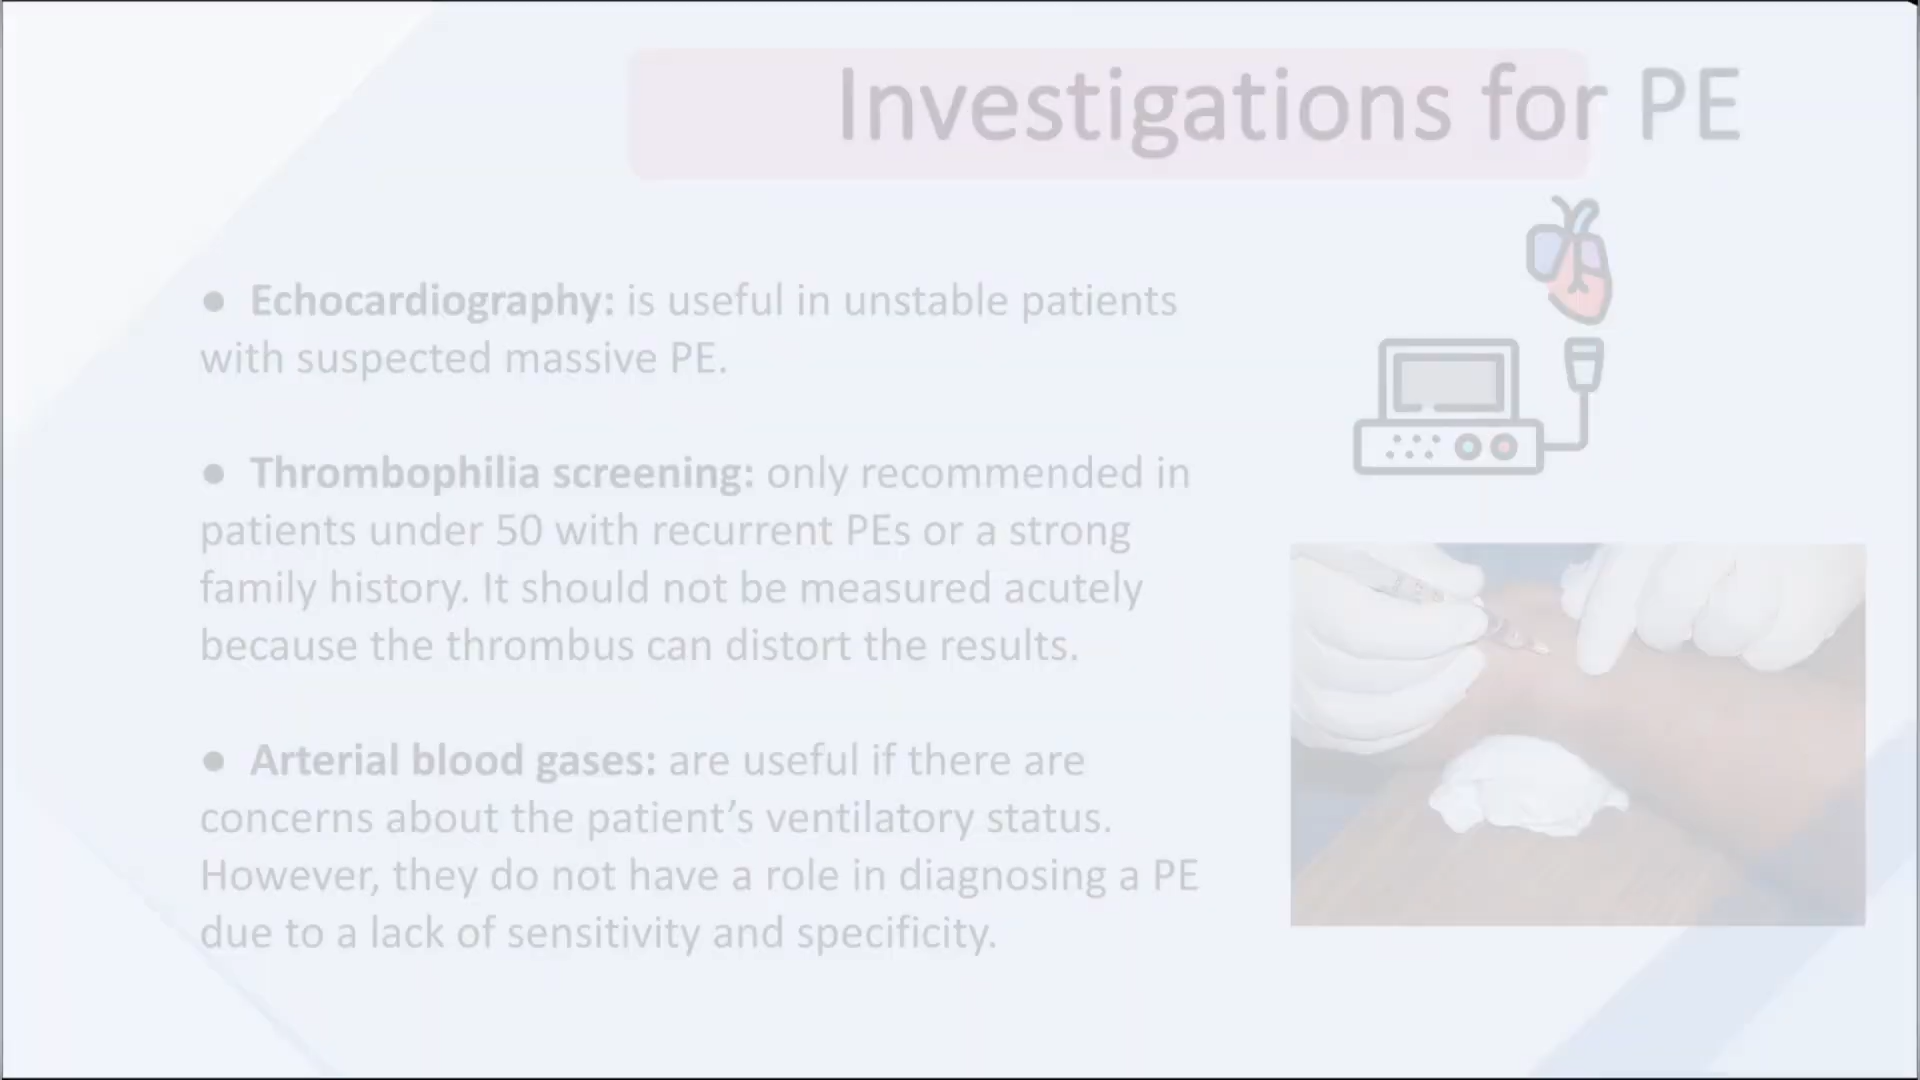 Investigations for PE
● Echocardiography: is useful in unstable patients
with suspected massive PE.
● Thrombophilia screening: only recommended in
patients under 50 with recurrent PEs or a strong
family history. It should not be measured acutely
because the thrombus can distort the results.
● Arterial blood gases: are useful if there are
concerns about the patient’s ventilatory status.
However, they do not have a role in diagnosing a PE
due to a lack of sensitivity and specificity.